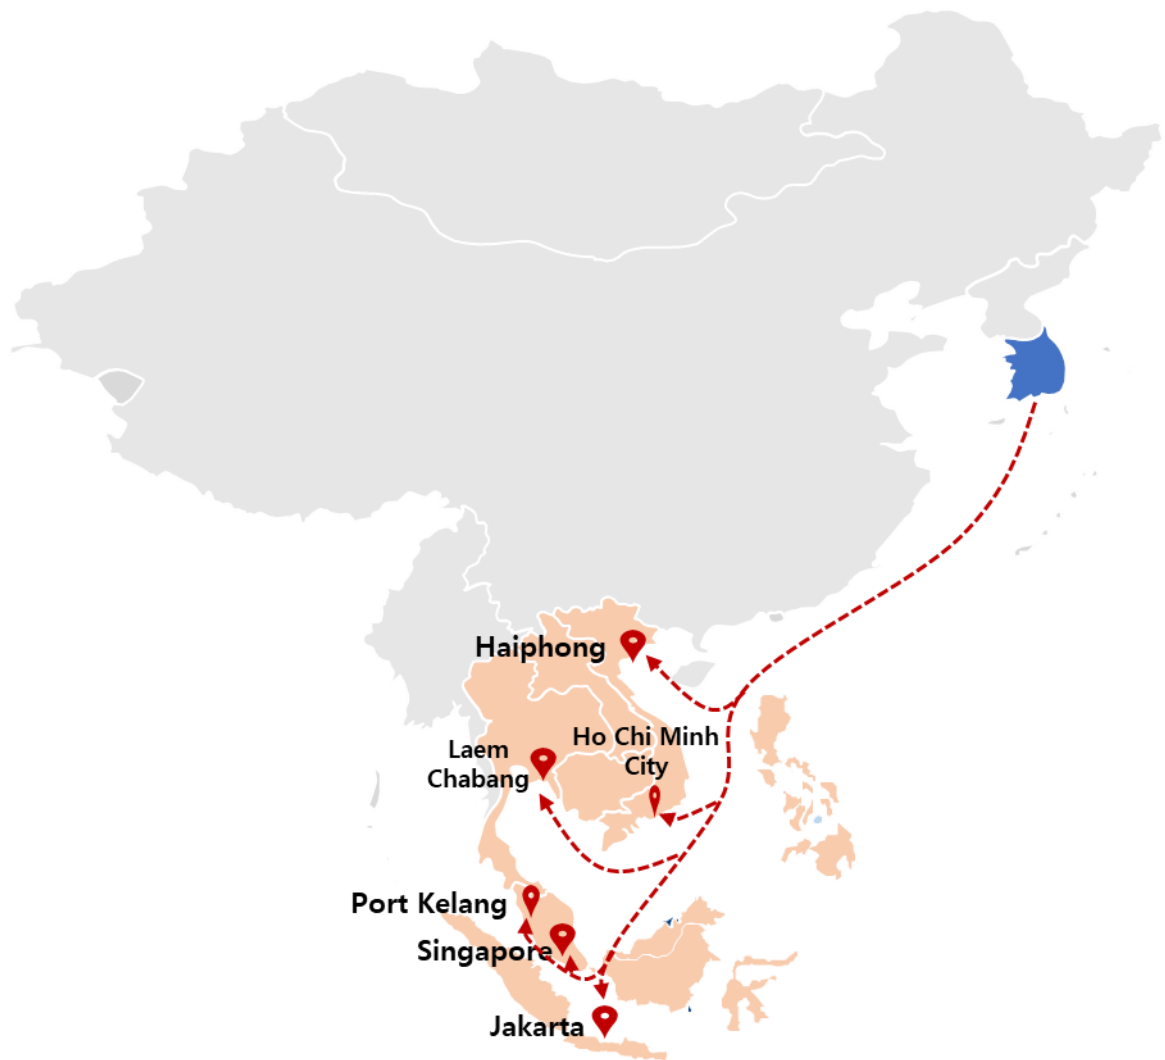 Haiphong
Ho Chi Minh
City
Laem
Chabang
Port Kelang
Singapore
Jakarta